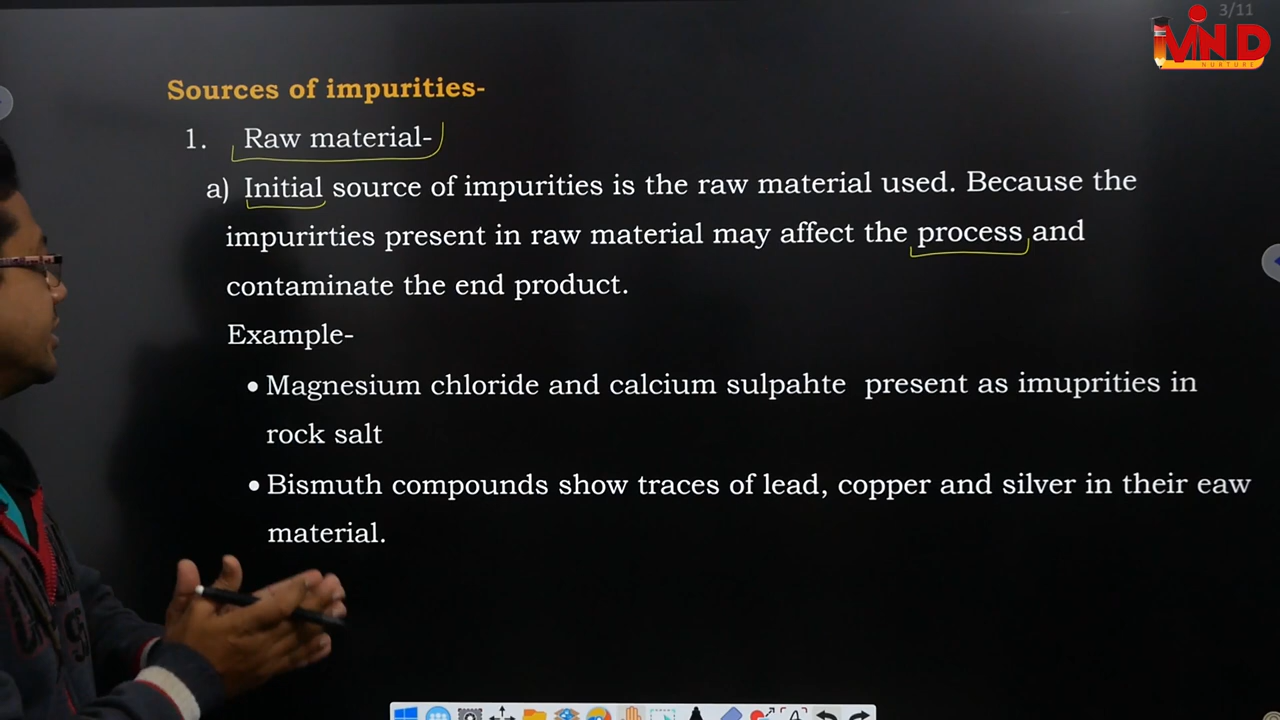 3/11
MIND
NURTURE
Sources of impurities-
1. Raw material-
a) Initial source of impurities is the raw material used. Because the
impurirties present in raw material may affect the process and
contaminate the end product.
Example-
• Magnesium chloride and calcium sulpahte present as imuprities in
rock salt
• Bismuth compounds show traces of lead, copper and silver in their eaw
material.